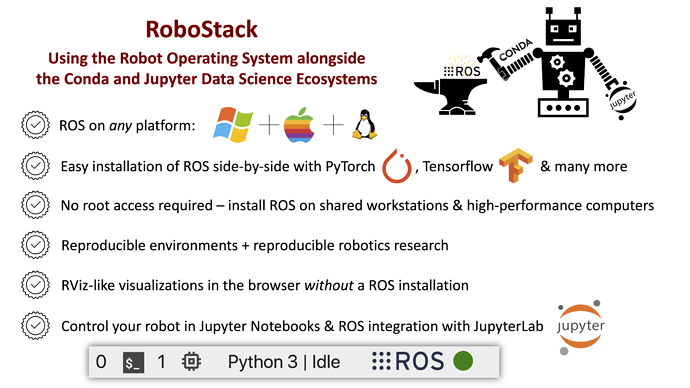 RoboStack
Using the Robot Operating System alongside
the Conda and Jupyter Data Science Ecosystems
CONDA
ROS
jupyter
ROS on any platform:
Easy installation of ROS side-by-side with PyTorch , Tensorflow & many more
No root access required – install ROS on shared workstations & high-performance computers
Reproducible environments + reproducible robotics research
RViz-like visualizations in the browser without a ROS installation
Control your robot in Jupyter Notebooks & ROS integration with JupyterLab
jupyter
0 $_ 1 Python 3 | Idle ROS